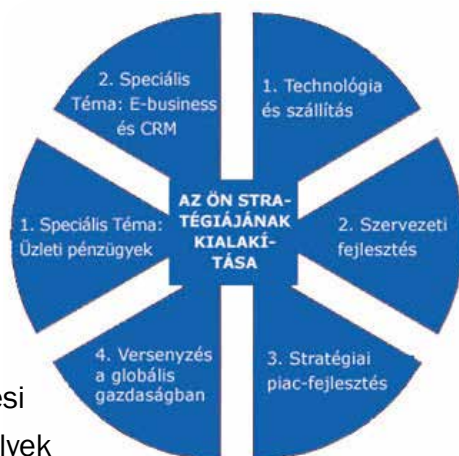 2. Speciális
Téma: E-business
és CRM
1. Technológia
és szállítás
AZ ÖN STRA-
TÉGIÁJÁNAK
KIALAKÍ-
TÁSA
1. Speciális Téma:
Üzleti pénzügyek
2. Szervezeti
fejlesztés
4. Versenyzés
a globális
gazdaságban
3. Stratégiai
piac-fejlesztés